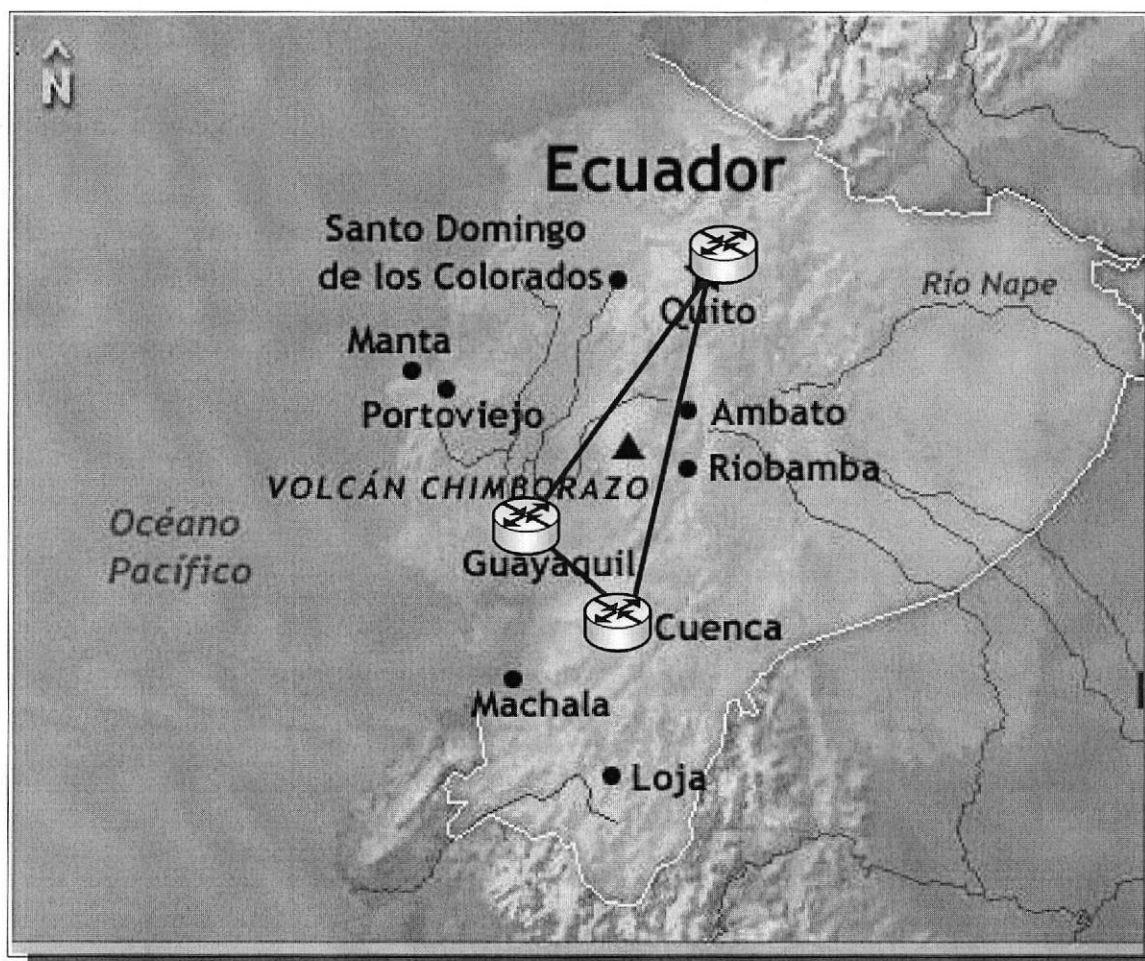 N
Ecuador
Santo Domingo
de los Colorados
Quito
Río Nape
Manta
Portoviejo
Ambato
Riobamba
VOLCÁN CHIMBORAZO
Océano
Pacífico
Guayaquil
Cuenca
Machala
Loja